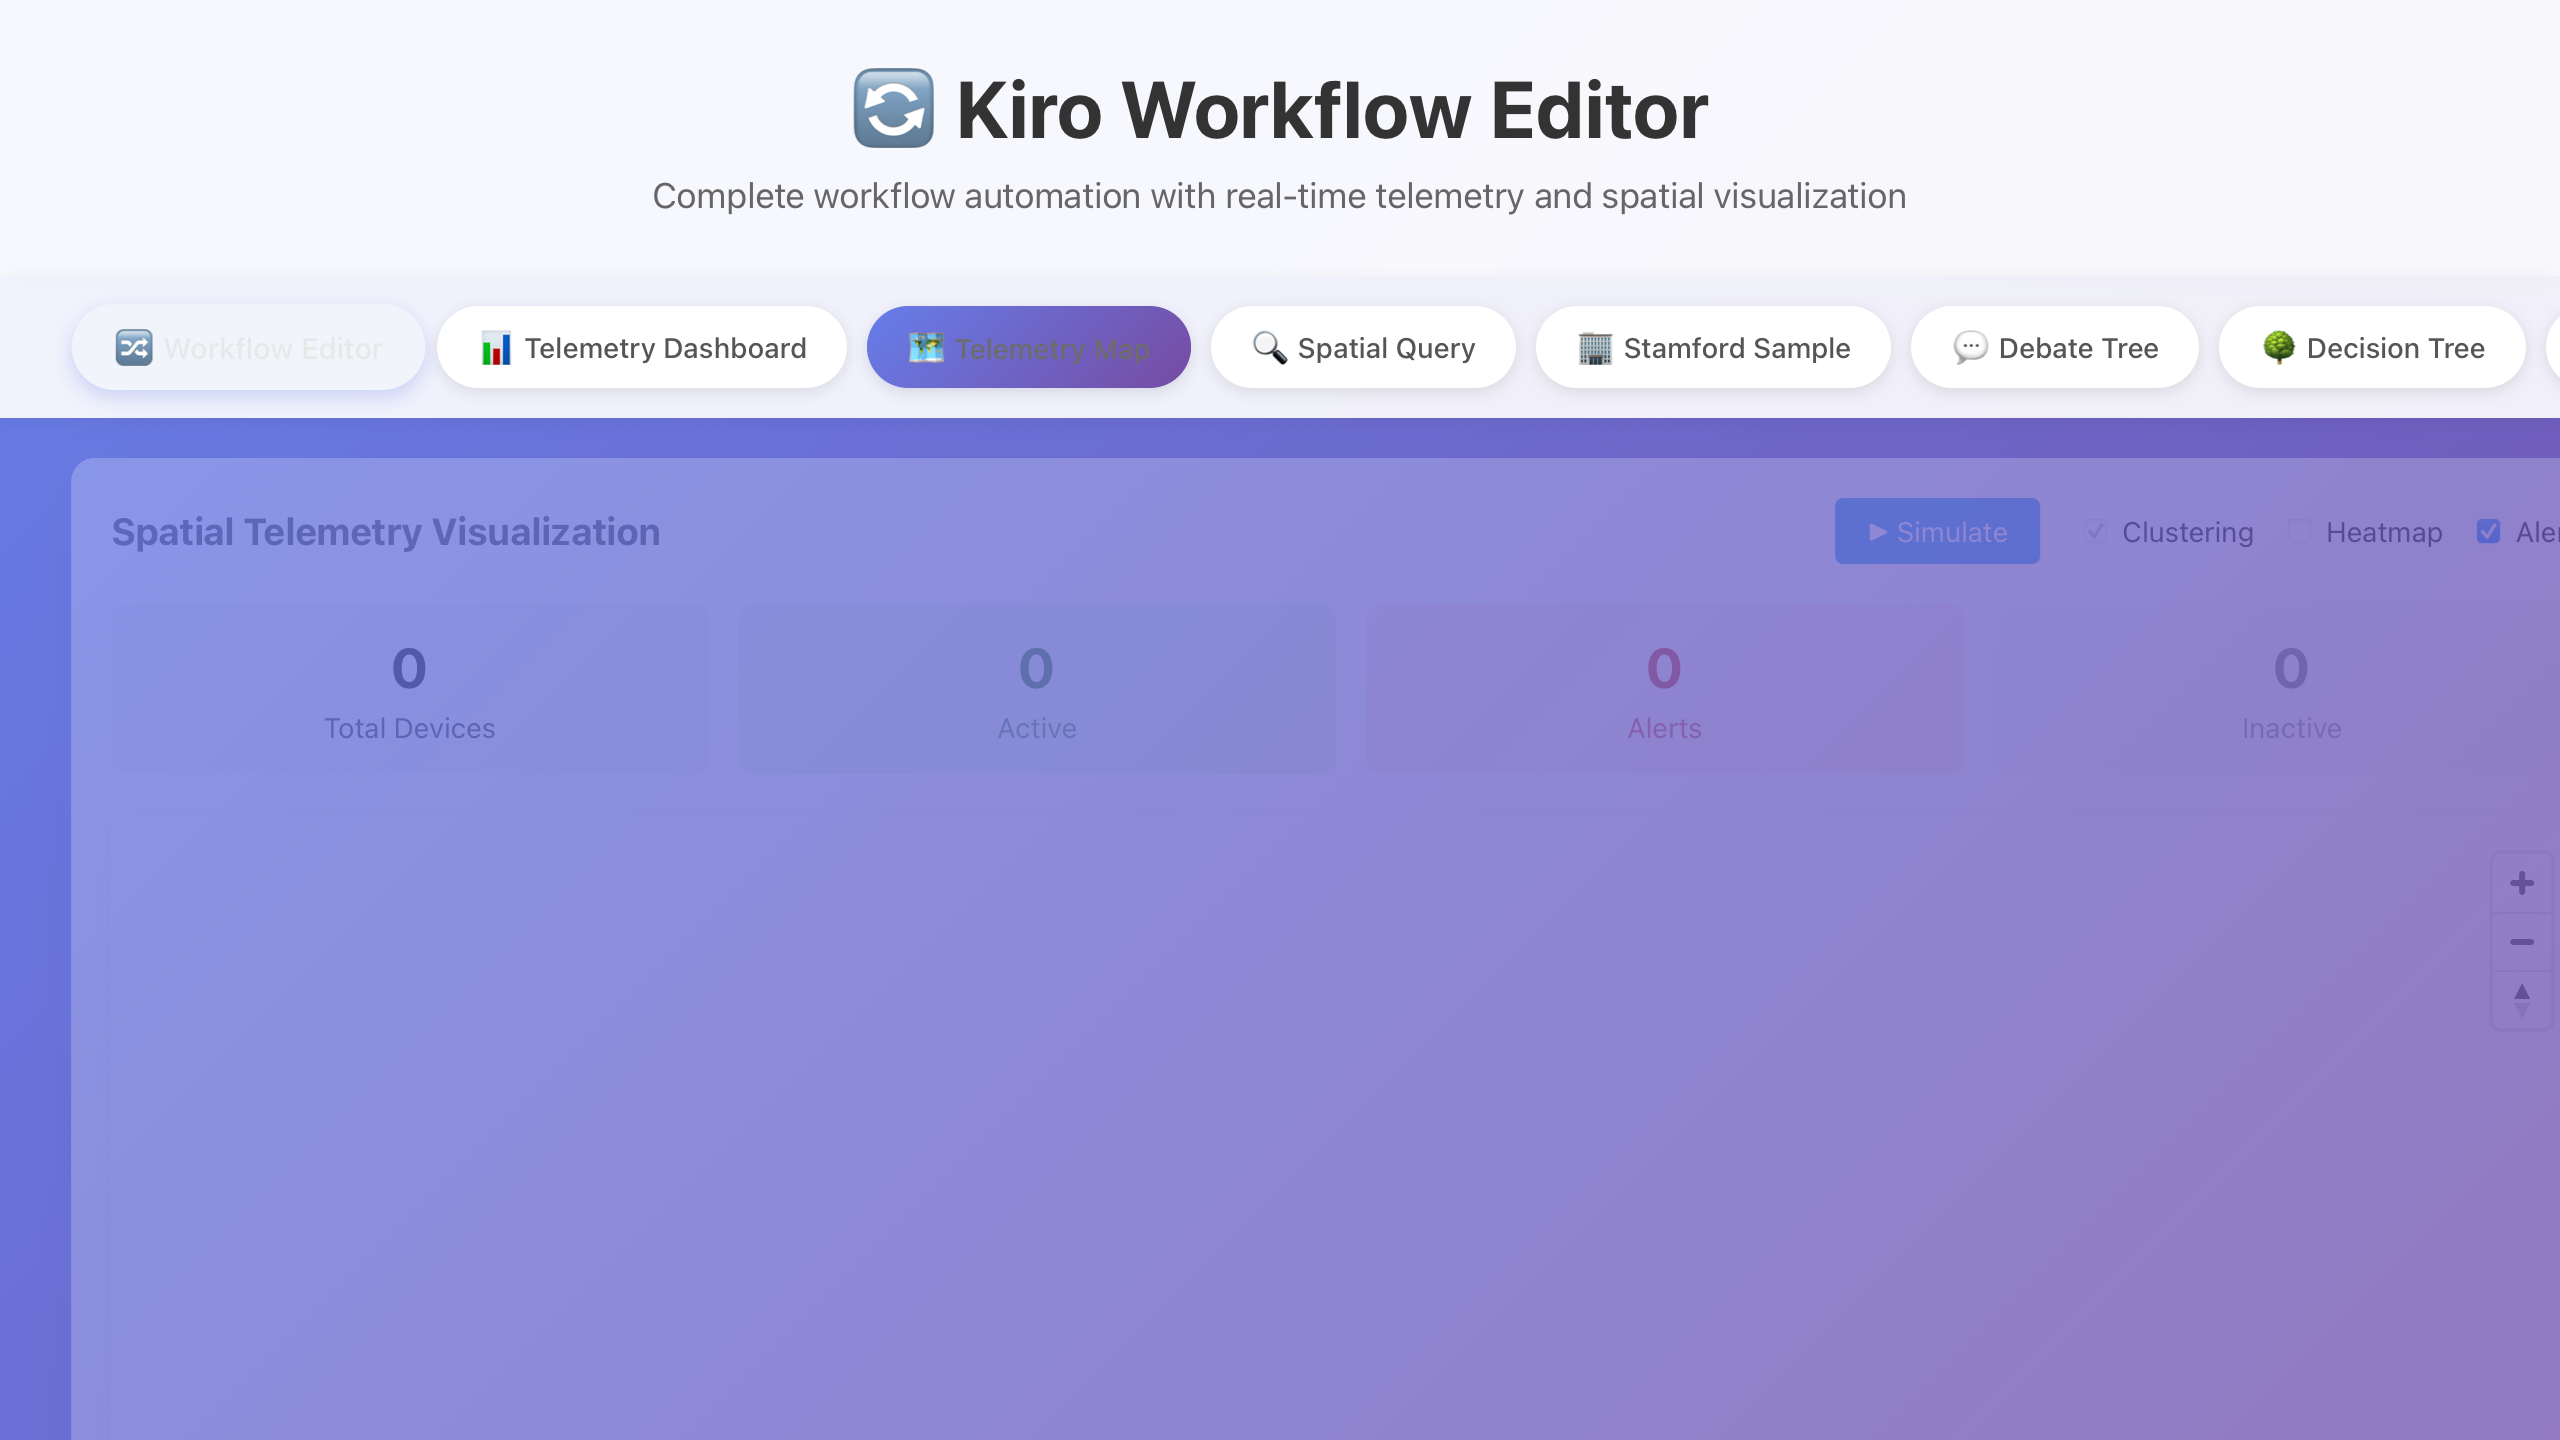 Kiro Workflow Editor
Complete workflow automation with real-time telemetry and spatial visualization
Workflow Editor
Telemetry Dashboard
Telemetry Map
Spatial Query
Stamford Sample
Debate Tree
Decision Tree
Spatial Telemetry Visualization
Simulate
Clustering
Heatmap
0
Total Devices
0
Active
0
Alerts
0
Inactive